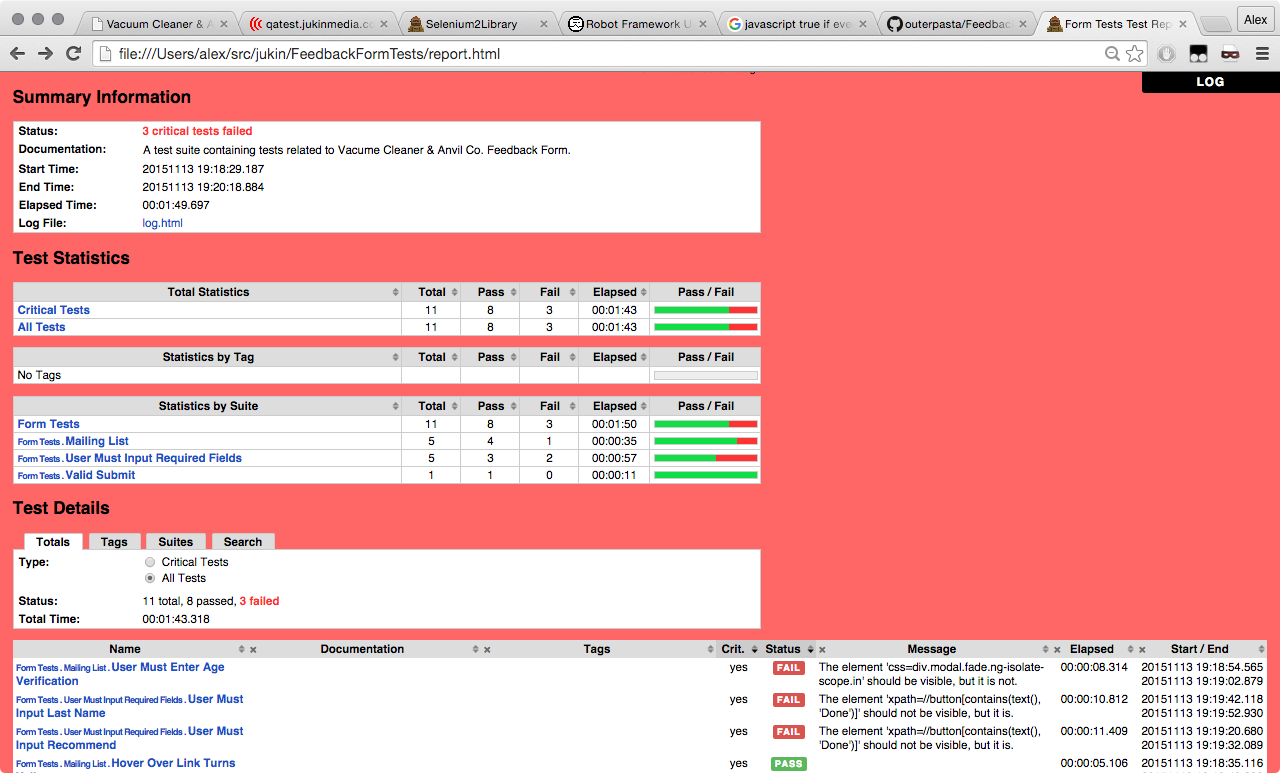 Vacuum Cleaner & A
qatest.jukinmedia.c
Selenium2Library
Robot Framework U
javascript true if eve
outerpasta/Feedbac
Form Tests Test Rep
Alex
file:///Users/alex/src/jukin/FeedbackFormTests/report.html
LOG
Summary Information
Status: 3 critical tests failed
Documentation: A test suite containing tests related to Vacume Cleaner & Anvil Co. Feedback Form.
Start Time: 20151113 19:18:29.187
End Time: 20151113 19:20:18.884
Elapsed Time: 00:01:49.697
Log File: log.html
Test Statistics
Total Statistics Total Pass Fail Elapsed Pass / Fail
Critical Tests 11 8 3 00:01:43
All Tests 11 8 3 00:01:43
Statistics by Tag Total Pass Fail Elapsed Pass / Fail
No Tags
Statistics by Suite Total Pass Fail Elapsed Pass / Fail
Form Tests 11 8 3 00:01:50
Form Tests . Mailing List 5 4 1 00:00:35
Form Tests . User Must Input Required Fields 5 3 2 00:00:57
Form Tests . Valid Submit 1 1 0 00:00:11
Test Details
Totals Tags Suites Search
Type: Critical Tests
All Tests
Status: 11 total, 8 passed, 3 failed
Total Time: 00:01:43.318
Name Documentation Tags Crit. Status Message Elapsed Start / End
Form Tests . Mailing List . User Must Enter Age yes FAIL The element 'css=div.modal.fade.ng-isolate- 00:00:08.314 20151113 19:18:54.565
Verification scope.in' should be visible, but it is not. 20151113 19:19:02.879
Form Tests . User Must Input Required Fields . User Must yes FAIL The element 'xpath=//button[contains(text(), 00:00:10.812 20151113 19:19:42.118
Input Last Name 'Done')]' should not be visible, but it is. 20151113 19:19:52.930
Form Tests . User Must Input Required Fields . User Must yes FAIL The element 'xpath=//button[contains(text(), 00:00:11.409 20151113 19:19:20.680
Input Recommend 'Done')]' should not be visible, but it is. 20151113 19:19:32.089
Form Tests . Mailing List . Hover Over Link Turns yes PASS 00:00:05.106 20151113 19:18:35.116